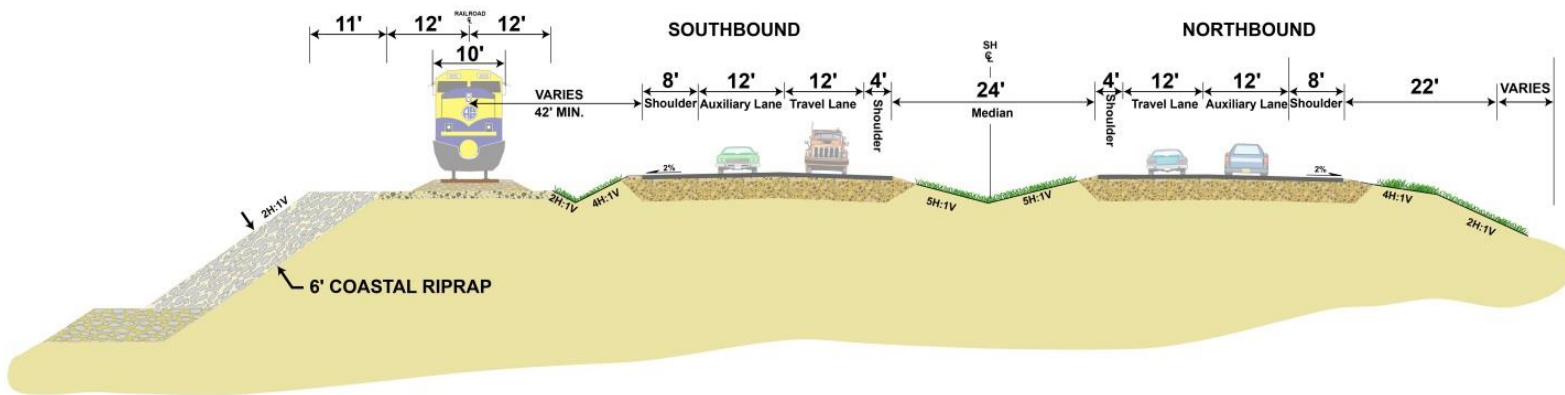 RAILROAD
℄
11'
12'
12'
10'
VARIES
42' MIN.
SOUTHBOUND
8'
12'
12'
4'
Shoulder
Auxiliary Lane
Travel Lane
Shoulder
SH
℄
24'
Median
NORTHBOUND
4'
12'
12'
8'
Shoulder
Travel Lane
Auxiliary Lane
Shoulder
22'
VARIES
2%
2%
2H:1V
2H:1V
4H:1V
5H:1V
5H:1V
4H:1V
2H:1V
6' COASTAL RIPRAP